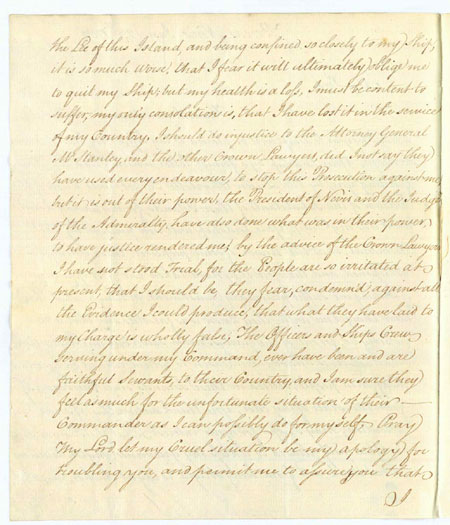 the Lee of this Island, and being confined so closely to my Ship;
it is so much worse, that I fear it will ultimately oblige me
to quit my Ship; but my health is a loss, I must be content to
suffer, my only consolation is, that I have lost it in the service
of my Country. I should do injustice to the Attorney General
Mr Stanley, and the other Crown Lawyers, did I not say they
have used every endeavour, to stop this Prosecution against me
but it is out of their power, the President of Nevis and the Judge
of the Admiralty, have also done what was in their power
to have justice rendered me; by the advice of the Crown Lawyers
I have not stood Trial, for the People are so irritated at
present, that I should be, they fear, condemn'd, against all
the Evidence I could produce, that what they have laid to
my Charge is wholly false, The Officers and Ships Crew
serving under my Command, ever have been and are
faithful Servants, to their Country, and I am sure they
feel as much for the unfortunate situation of their
Commander as I can possibly do for myself. Pray
My Lord let my Cruel situation be my apology for
troubling you, and permit me to assure you that
I